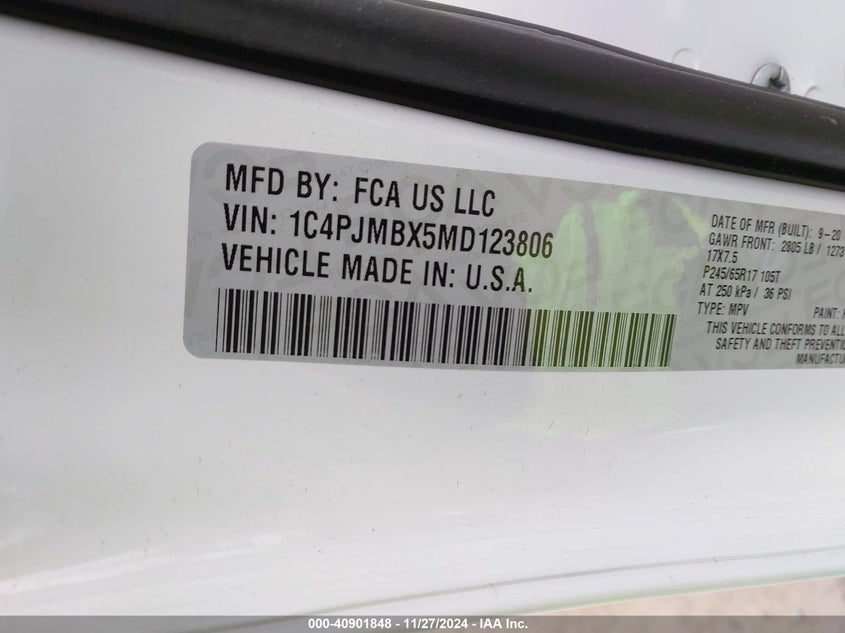 MFD BY: FCA US LLC
VIN: 1C4PJMBX5MD123806
VEHICLE MADE IN: U.S.A.
DATE OF MFR (BUILT): 9-20
GAWR FRONT: 2805 LB / 1273
17X7.5
P245/65R17 105T
AT 250 kPa / 36 PSI
TYPE: MPV PAINT:
THIS VEHICLE CONFORMS TO ALL
SAFETY AND THEFT PREVENTIO
MANUFACTU
000-40901848 - 11/27/2024 - IAA Inc.